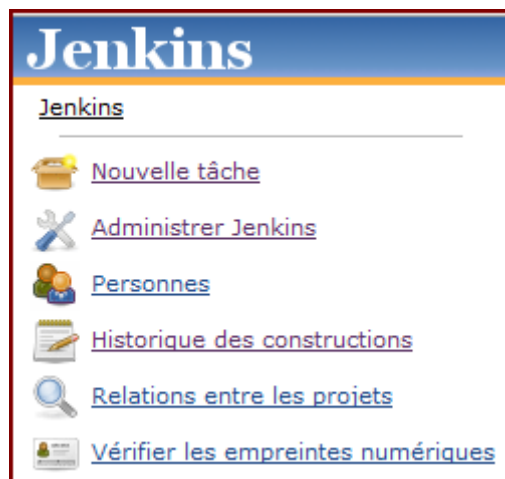 Jenkins
Jenkins
Nouvelle tâche
Administrer Jenkins
Personnes
Historique des constructions
Relations entre les projets
Vérifier les empreintes numériques